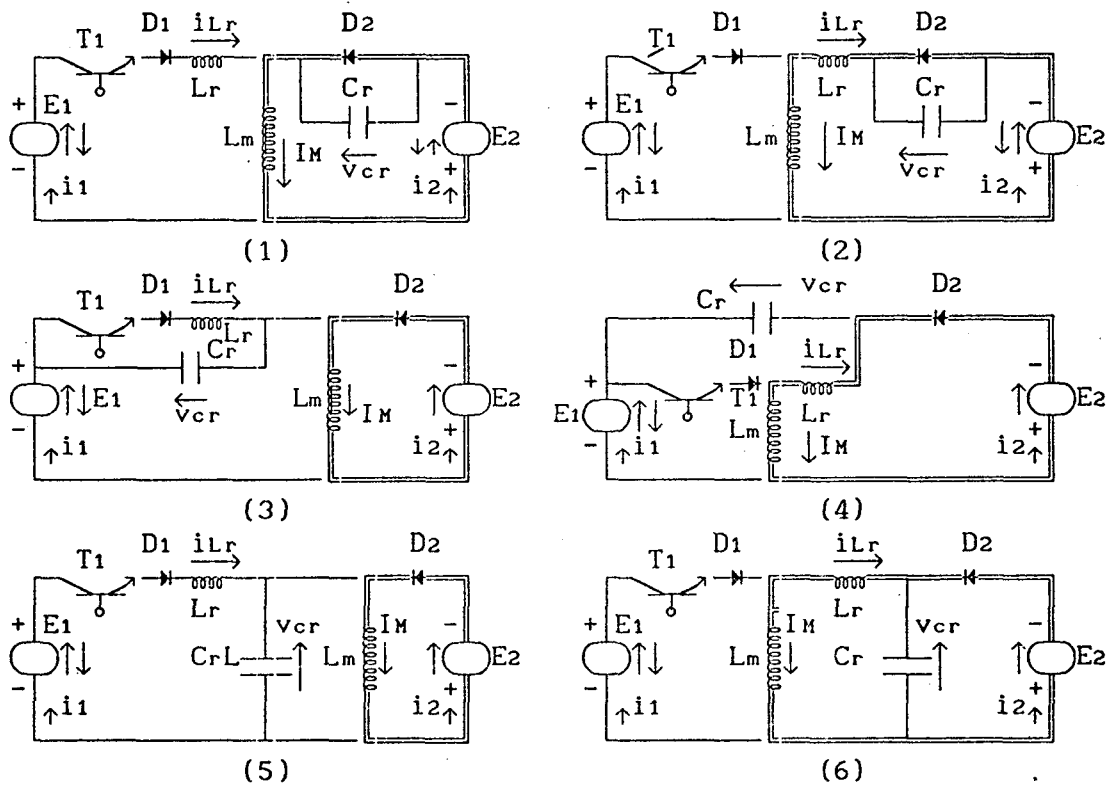 T1 D1 iLr D2
+ E1 Lr Cr - E2
Lm IM vcr
- i1 i2 +
(1)
T1 D1 iLr D2
+ E1 Lr Cr - E2
Lm IM vcr
- i1 i2 +
(2)
T1 D1 iLr D2
+ Lr Cr -
E1 vcr Lm IM E2
- i1 i2 +
(3)
Cr vcr D2
D1 iLr
+ E1 T1 Lr - E2
Lm IM
- i1 i2 +
(4)
T1 D1 iLr D2
+ E1 Lr vcr IM -
CrL Lm E2
- i1 i2 +
(5)
T1 D1 iLr D2
+ E1 Lr IM vcr -
Lm Cr E2
- i1 i2 +
(6)